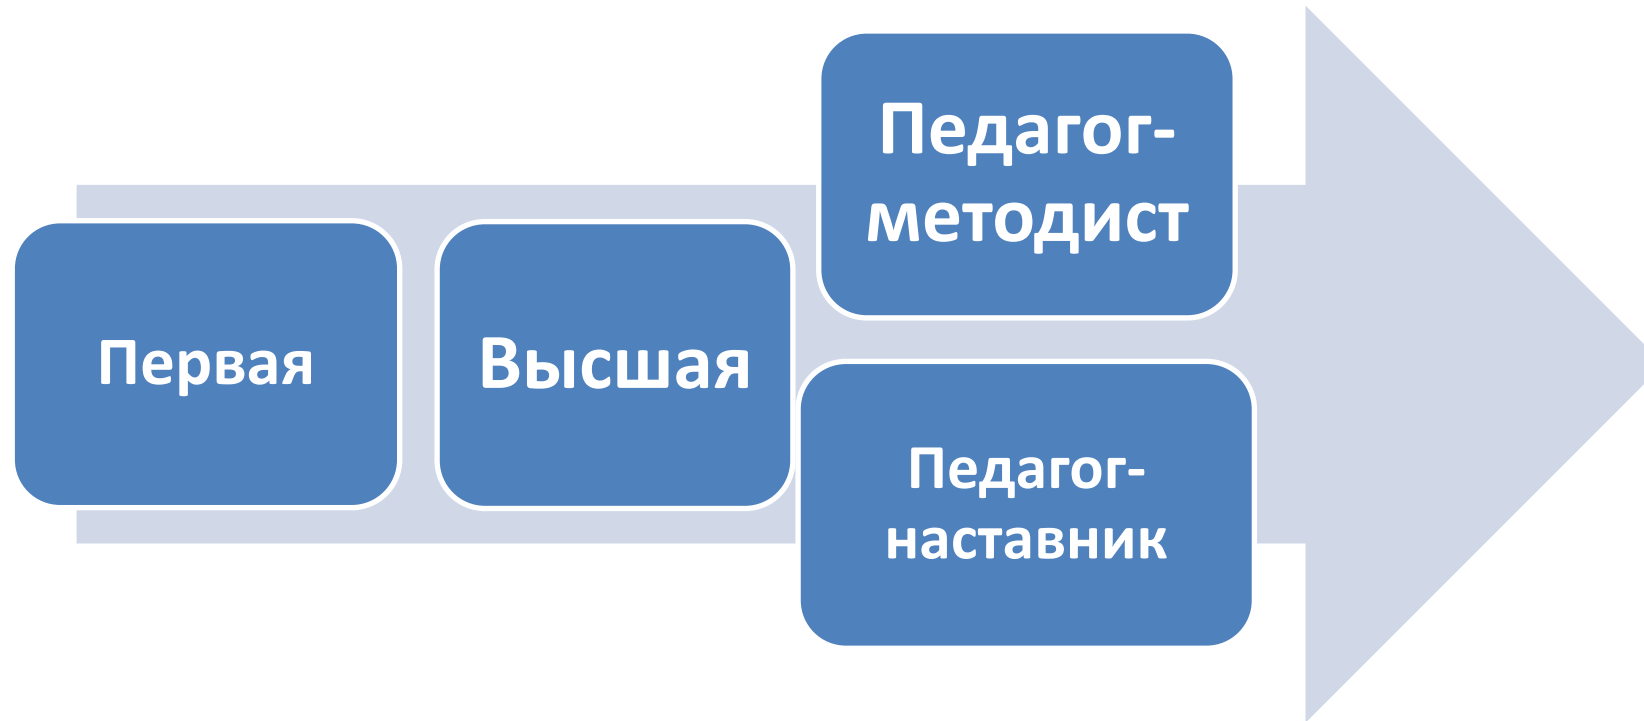 Первая
Высшая
Педагог-
методист
Педагог-
наставник